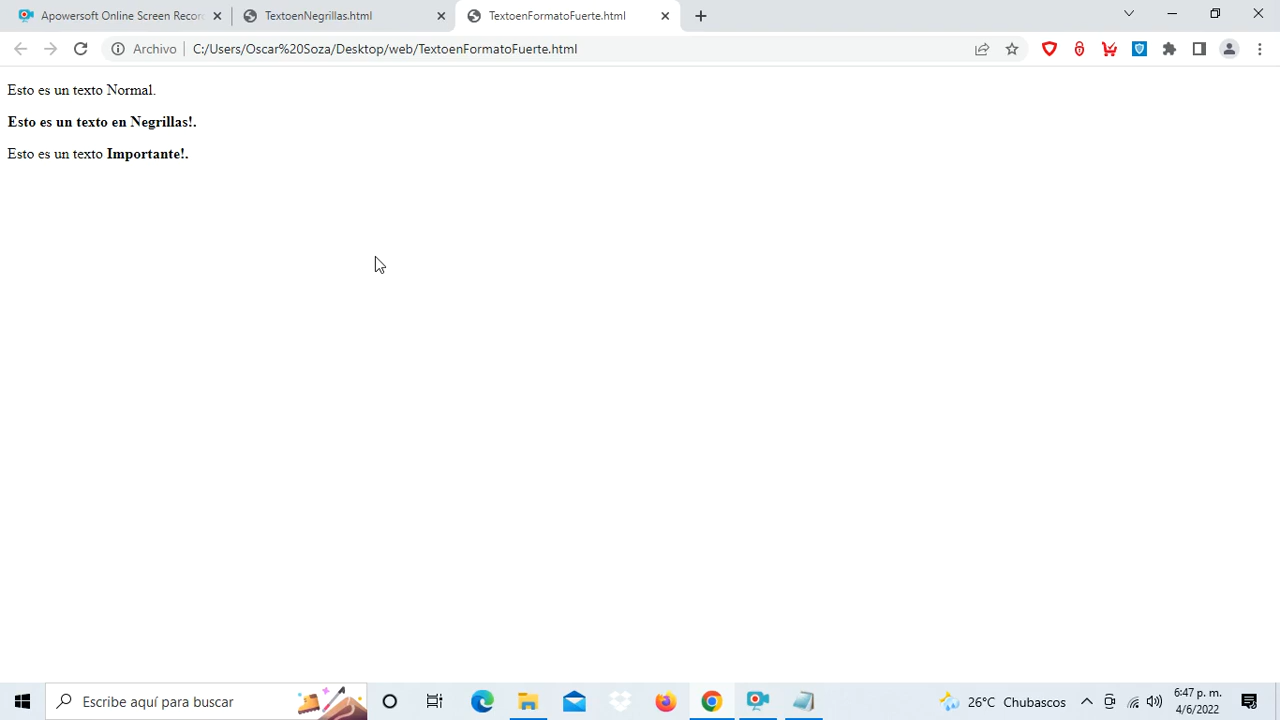 Apowersoft Online Screen Recor
TextoenNegrillas.html
TextoenFormatoFuerte.html
Archivo
C:/Users/Oscar%20Soza/Desktop/web/TextoenFormatoFuerte.html
Esto es un texto Normal.
Esto es un texto en Negrillas!.
Esto es un texto Importante!.
Escribe aquí para buscar
26°C Chubascos
6:47 p. m.
4/6/2022